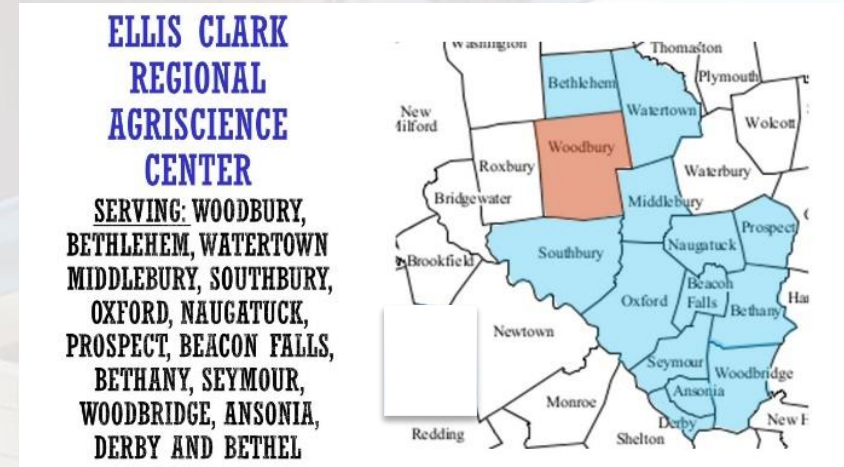 ELLIS CLARK
REGIONAL
AGRISCIENCE
CENTER
SERVING: WOODBURY,
BETHLEHEM, WATERTOWN
MIDDLEBURY, SOUTHBURY,
OXFORD, NAUGATUCK,
PROSPECT, BEACON FALLS,
BETHANY, SEYMOUR,
WOODBRIDGE, ANSONIA,
DERBY AND BETHEL
Washington
Thomaston
Bethlehem
Plymouth
Watertown
New
Milford
Wolcott
Woodbury
Roxbury
Waterbury
Bridgewater
Middlebury
Prospect
Naugatuck
Southbury
Brookfield
Beacon
Falls
Oxford
Bethany
Newtown
Seymour
Woodbridge
Ansonia
Monroe
Derby
New
Redding
Shelton